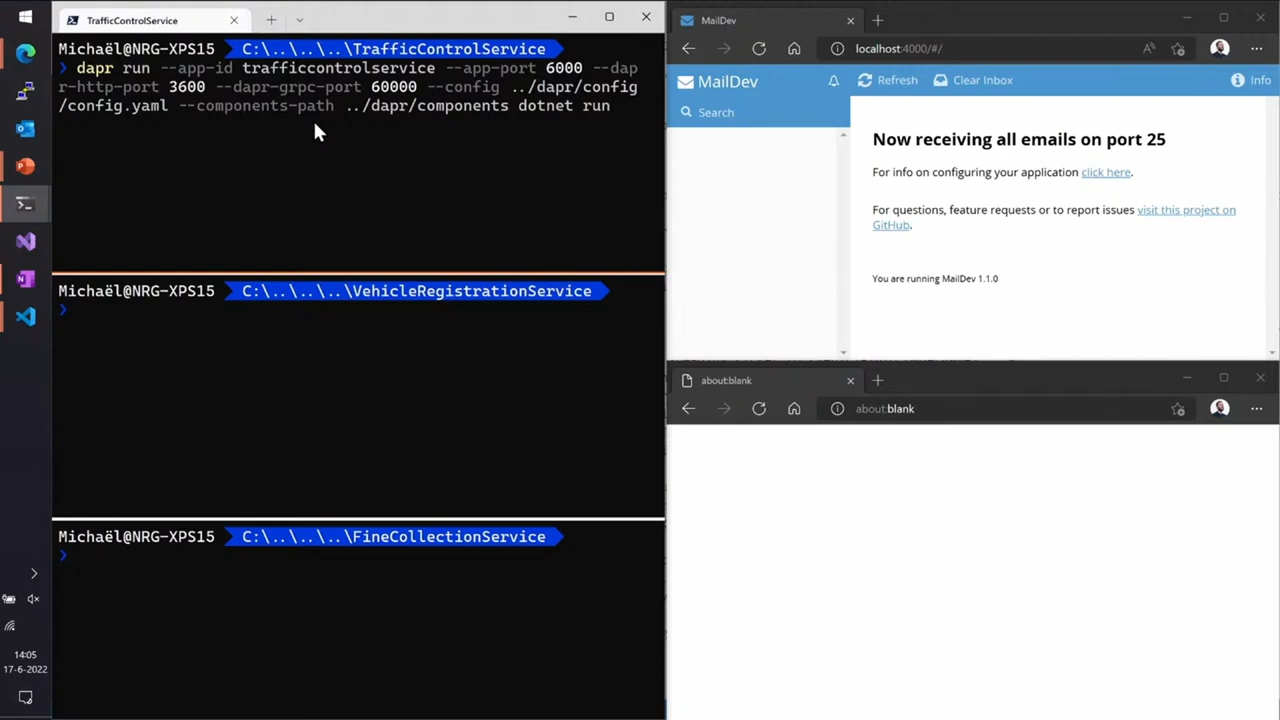 TrafficControlService
Michaël@NRG-XPS15 C:\..\..\..\TrafficControlService
❯ dapr run --app-id trafficcontrolservice --app-port 6000 --dap
r-http-port 3600 --dapr-grpc-port 60000 --config ../dapr/config
/config.yaml --components-path ../dapr/components dotnet run
Michaël@NRG-XPS15 C:\..\..\..\VehicleRegistrationService
❯
Michaël@NRG-XPS15 C:\..\..\..\FineCollectionService
❯
14:05
17-6-2022
MailDev
localhost:4000/#/
MailDev
Refresh
Clear Inbox
Info
Search
Now receiving all emails on port 25
For info on configuring your application click here.
For questions, feature requests or to report issues visit this project on
GitHub.
You are running MailDev 1.1.0
about:blank
about:blank